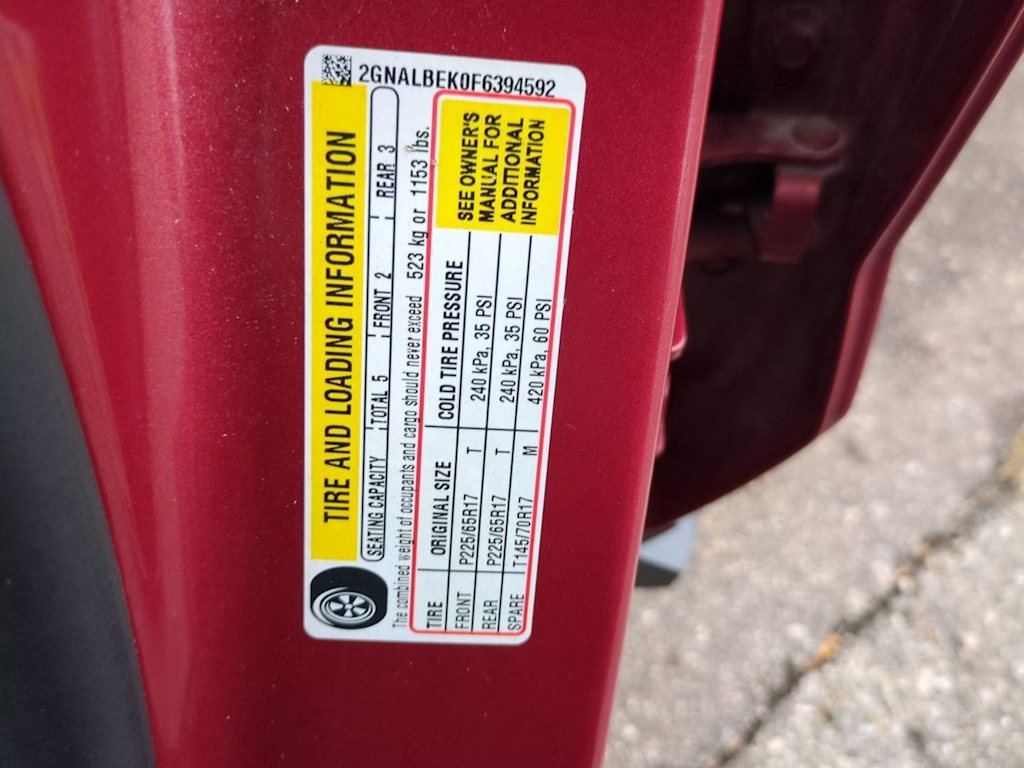 2GNALBEK0F6394592
TIRE AND LOADING INFORMATION
SEATING CAPACITY TOTAL 5 FRONT 2 REAR 3
The combined weight of occupants and cargo should never exceed 523 kg or 1153 lbs.
TIRE ORIGINAL SIZE COLD TIRE PRESSURE
FRONT P225/65R17 T 240 kPa, 35 PSI
REAR P225/65R17 T 240 kPa, 35 PSI
SPARE T145/70R17 M 420 kPa, 60 PSI
SEE OWNER'S
MANUAL FOR
ADDITIONAL
INFORMATION